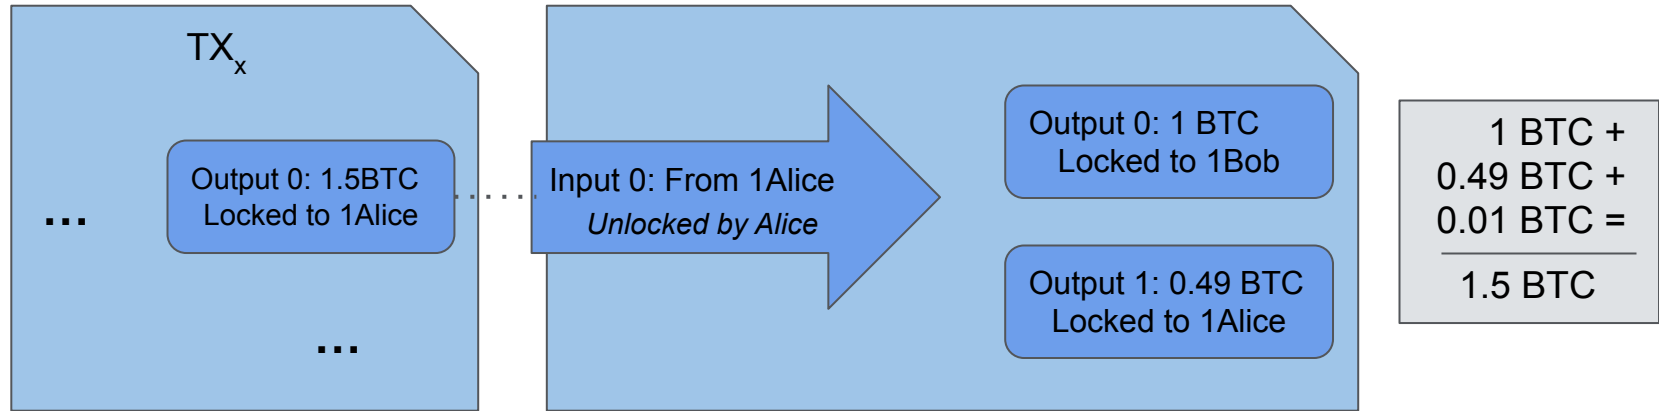 TXx
Output 0: 1.5BTC
Locked to 1Alice
...
...
Input 0: From 1Alice
Unlocked by Alice
Output 0: 1 BTC
Locked to 1Bob
Output 1: 0.49 BTC
Locked to 1Alice
1 BTC +
0.49 BTC +
0.01 BTC =
1.5 BTC